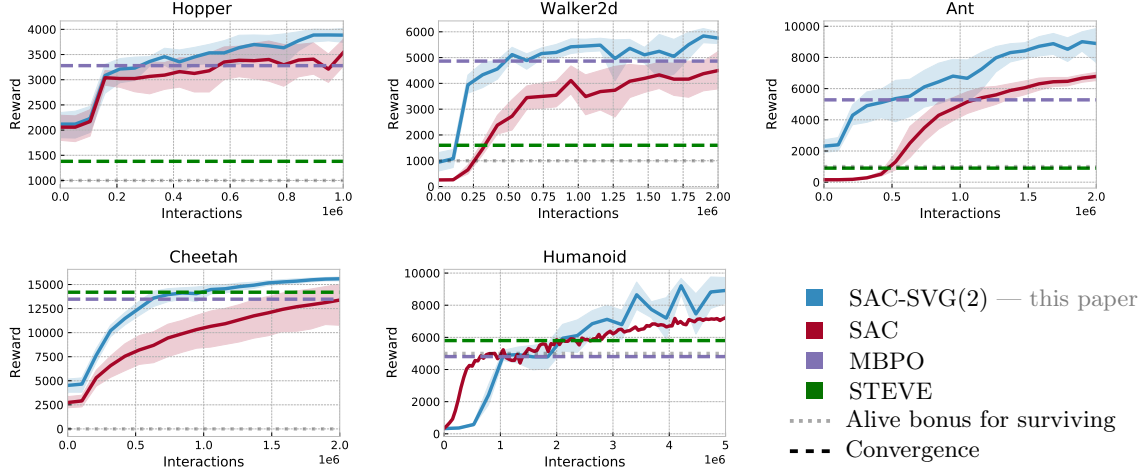 Hopper
4000
3500
3000
2500
2000
1500
1000
Reward
0.0 0.2 0.4 0.6 0.8 1.0
Interactions
1e6
Walker2d
6000
5000
4000
3000
2000
1000
0
Reward
0.00 0.25 0.50 0.75 1.00 1.25 1.50 1.75 2.00
Interactions
1e6
Ant
10000
8000
6000
4000
2000
0
Reward
0.0 0.5 1.0 1.5 2.0
Interactions
1e6
Cheetah
15000
12500
10000
7500
5000
2500
0
Reward
0.0 0.5 1.0 1.5 2.0
Interactions
1e6
Humanoid
10000
8000
6000
4000
2000
0
Reward
0 1 2 3 4 5
Interactions
1e6
SAC-SVG(2) — this paper
SAC
MBPO
STEVE
Alive bonus for surviving
Convergence